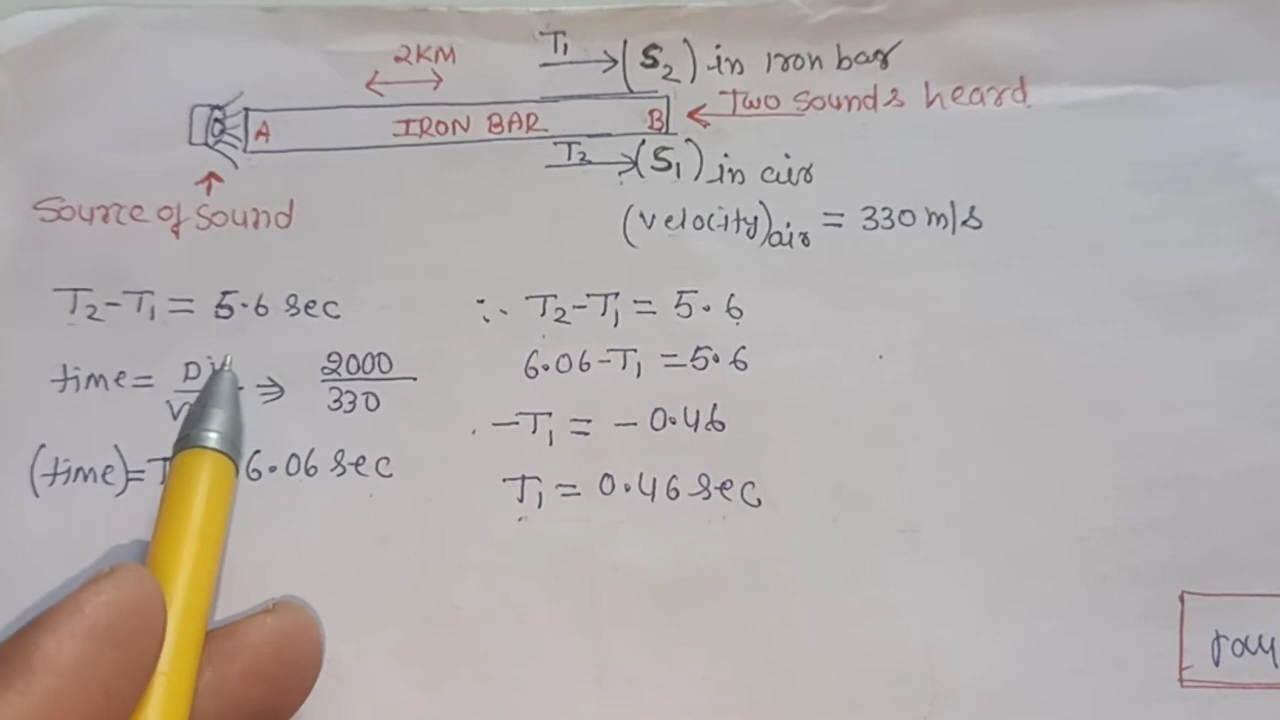 2KM
T₁ → (S₂) in iron bar
A IRON BAR B ← Two sounds heard
T₂ → (S₁) in air
Source of Sound
(velocity)air = 330 m/s
T₂-T₁ = 5.6 sec
time = ⇒ 2000/330
(time)= 6.06 sec
∵ T₂-T₁ = 5.6
6.06-T₁ = 5.6
-T₁ = -0.46
T₁ = 0.46 sec